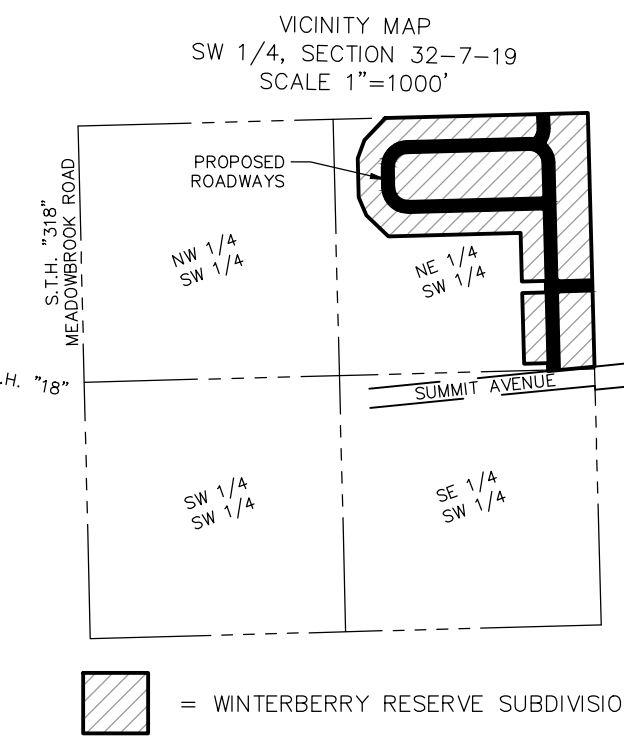 VICINITY MAP
SW 1/4, SECTION 32-7-19
SCALE 1"=1000'
PROPOSED
ROADWAYS
S.T.H. "318"
MEADOWBROOK ROAD
NW 1/4
SW 1/4
NE 1/4
SW 1/4
.H. "18"
SUMMIT AVENUE
SW 1/4
SW 1/4
SE 1/4
SW 1/4
= WINTERBERRY RESERVE SUBDIVISIO